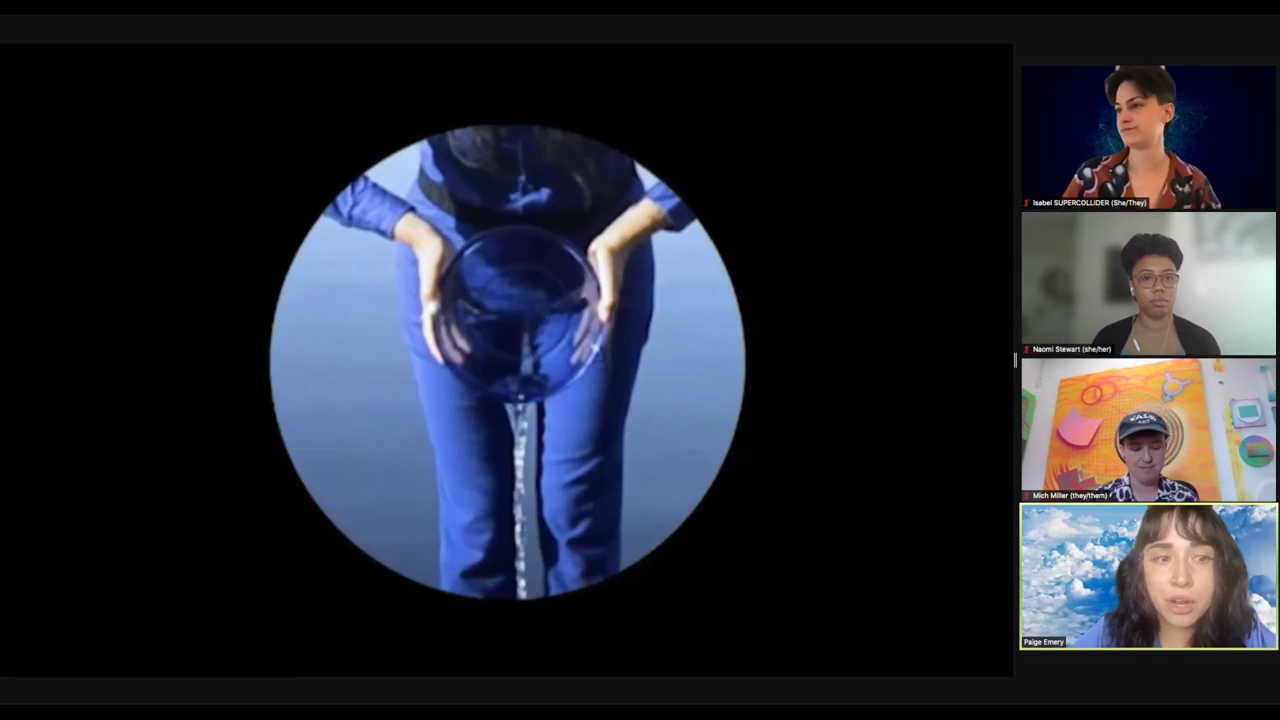 Isabel SUPERCOLLIDER (She/They)
Naomi Stewart (she/her)
Mich Miller (they/them)
Paige Emery